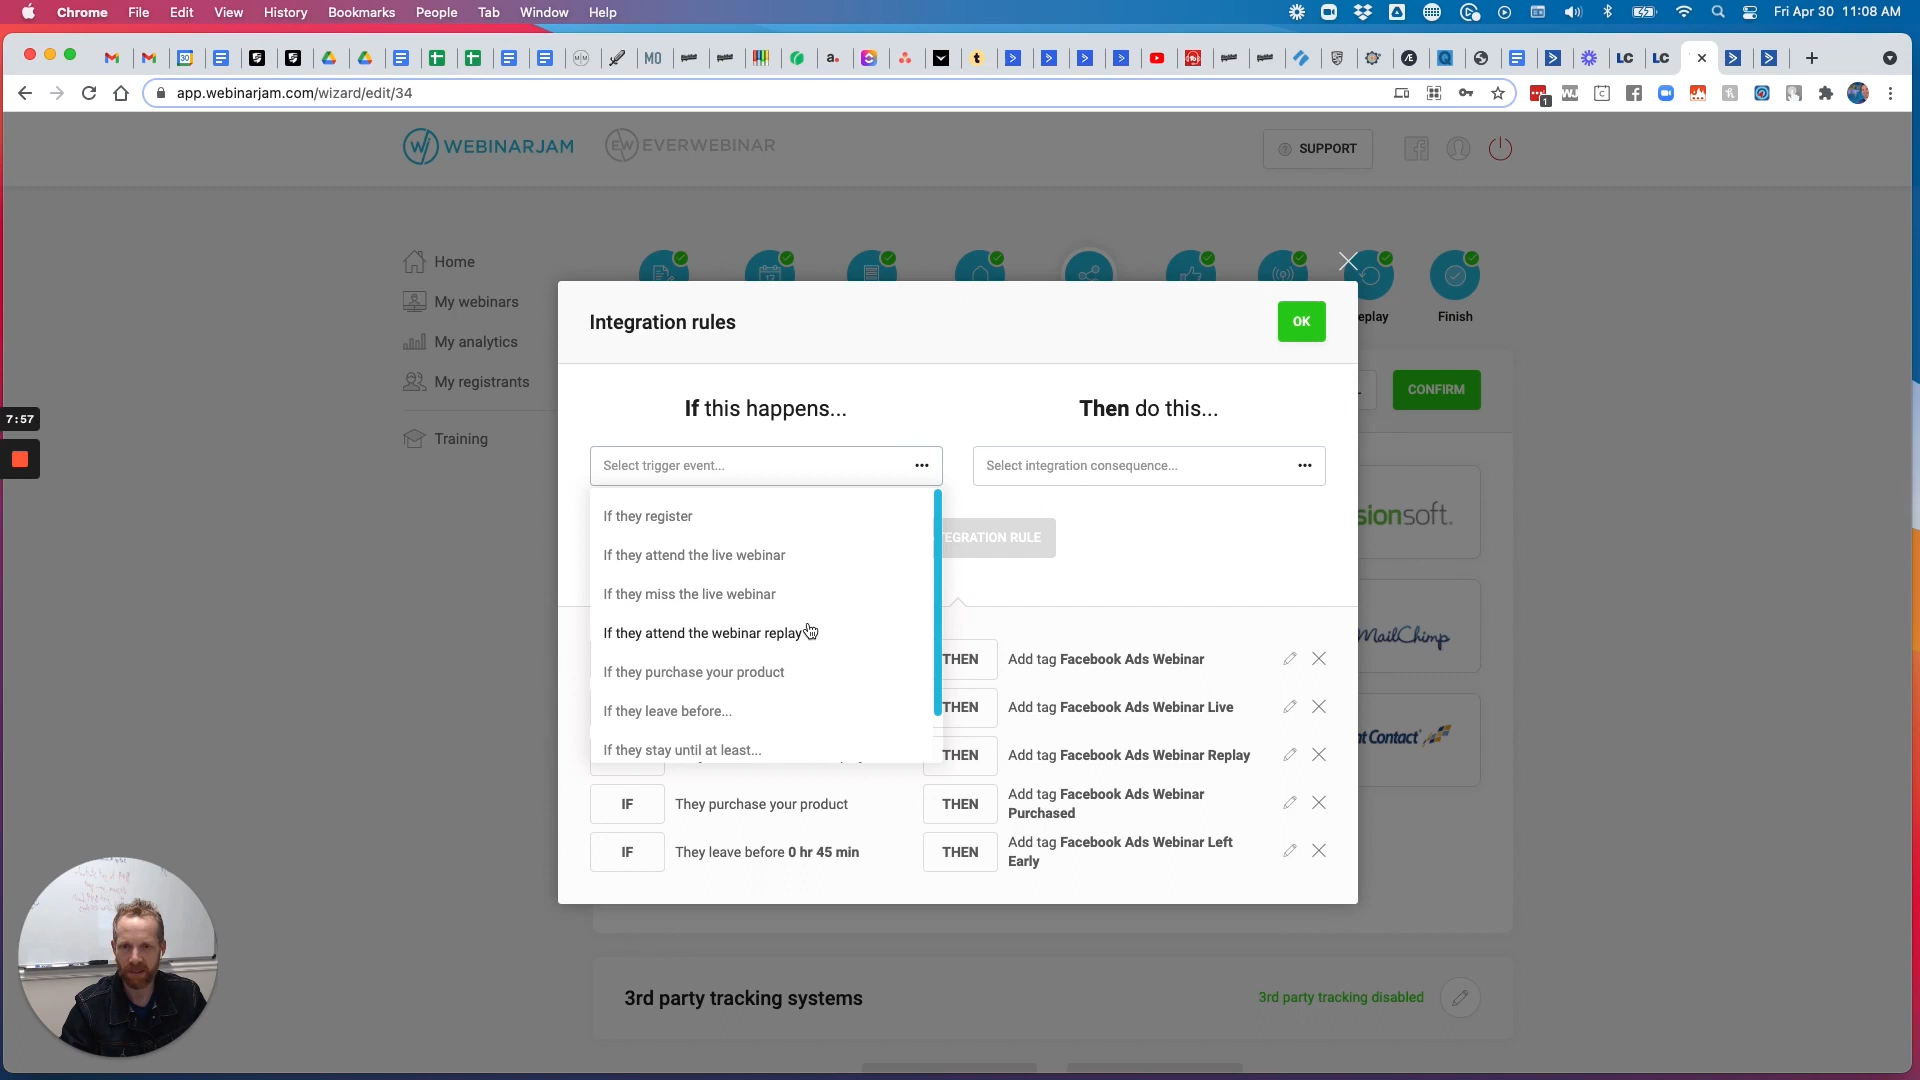 Chrome File Edit View History Bookmarks People Tab Window Help
Fri Apr 30 11:08 AM
app.webinarjam.com/wizard/edit/34
WEBINARJAM
EVERWEBINAR
SUPPORT
Home
My webinars
My analytics
My registrants
Training
eplay
Finish
7:57
Integration rules
OK
CONFIRM
If this happens...
Then do this...
Select trigger event...
Select integration consequence...
If they register
If they attend the live webinar
If they miss the live webinar
If they attend the webinar replay
If they purchase your product
If they leave before...
If they stay until at least...
TEGRATION RULE
sionsoft.
MailChimp
t Contact
THEN Add tag Facebook Ads Webinar
THEN Add tag Facebook Ads Webinar Live
THEN Add tag Facebook Ads Webinar Replay
IF They purchase your product THEN Add tag Facebook Ads Webinar
Purchased
IF They leave before 0 hr 45 min THEN Add tag Facebook Ads Webinar Left
Early
3rd party tracking systems
3rd party tracking disabled